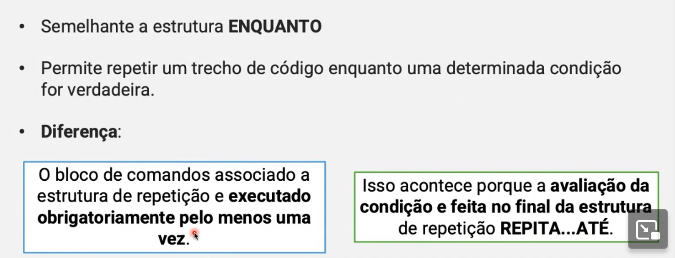 • Semelhante a estrutura ENQUANTO
• Permite repetir um trecho de código enquanto uma determinada condição
for verdadeira.
• Diferença:
O bloco de comandos associado a
estrutura de repetição e executado
obrigatoriamente pelo menos uma
vez.
Isso acontece porque a avaliação da
condição e feita no final da estrutura
de repetição REPITA...ATÉ.